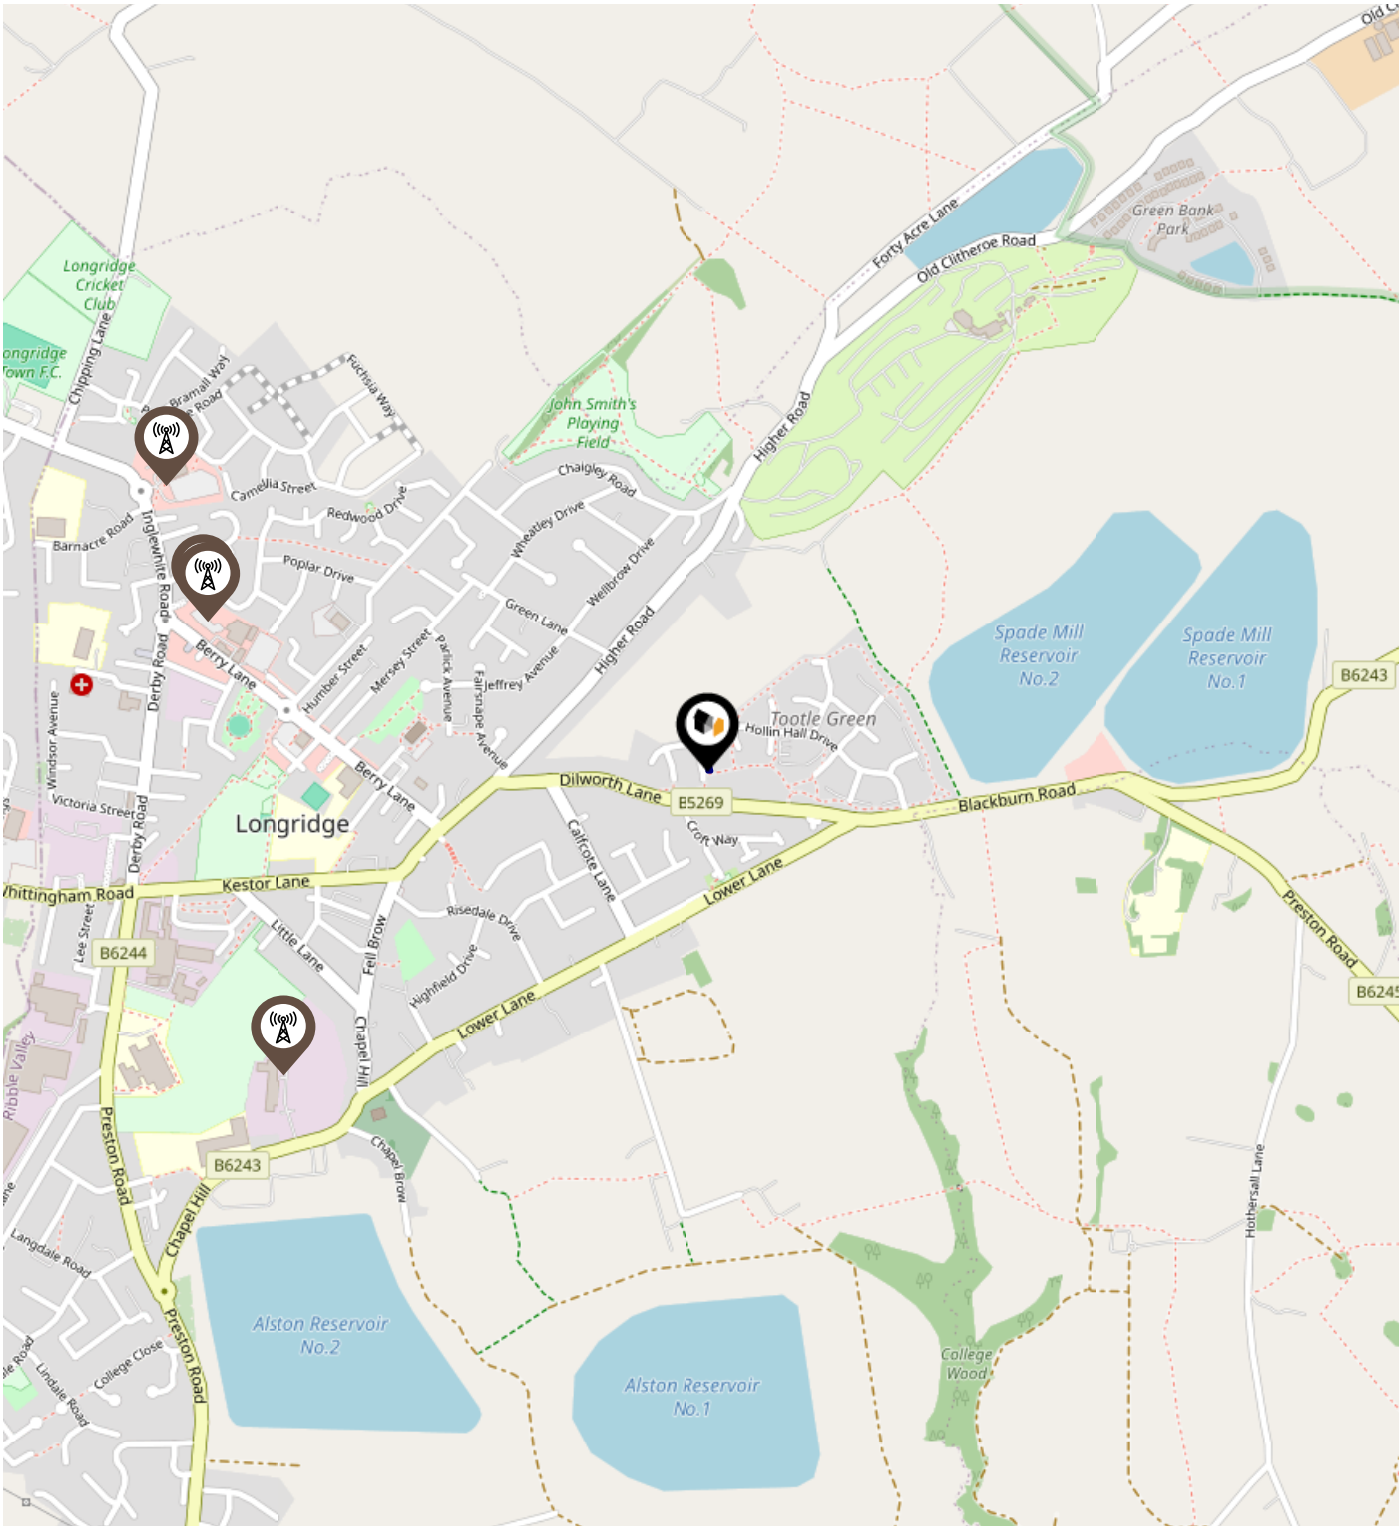 Old C
Green Bank
Park
Forty Acre Lane
Old Clitheroe Road
Longridge
Cricket
Club
Chipping Lane
ongridge
Town F.C.
Bramall Way
Road
Fuchsia Way
John Smith's
Playing
Field
Higher Road
Chaigley Road
Camellia Street
Redwood Drive
Wheatley Drive
Barnacre Road
Inglewhite Road
Poplar Drive
Wellbrow Drive
Green Lane
Higher Road
Spade Mill
Reservoir
No.2
Spade Mill
Reservoir
No.1
B6243
Berry Lane
Derby Road
Humber Street
Mersey Street
Parlick Avenue
Fairsnape Avenue
Jeffrey Avenue
Windsor Avenue
Tootle Green
Hollin Hall Drive
Berry Lane
Dilworth Lane
B5269
Blackburn Road
Victoria Street
Derby Road
Longridge
Calfcote Lane
Croft Way
Whittingham Road
Kestor Lane
Lower Lane
Preston Road
Lee Street
Little Lane
Fell Brow
Risedale Drive
B6244
Highfield Drive
Lower Lane
B6245
Ribble Valley
Chapel Hill
Preston Road
B6243
Chapel Brow
Hothersall Lane
Chapel Hill
Langdale Road
Alston Reservoir
No.2
Preston Road
College Close
Lindale Road
College
Wood
Alston Reservoir
No.1